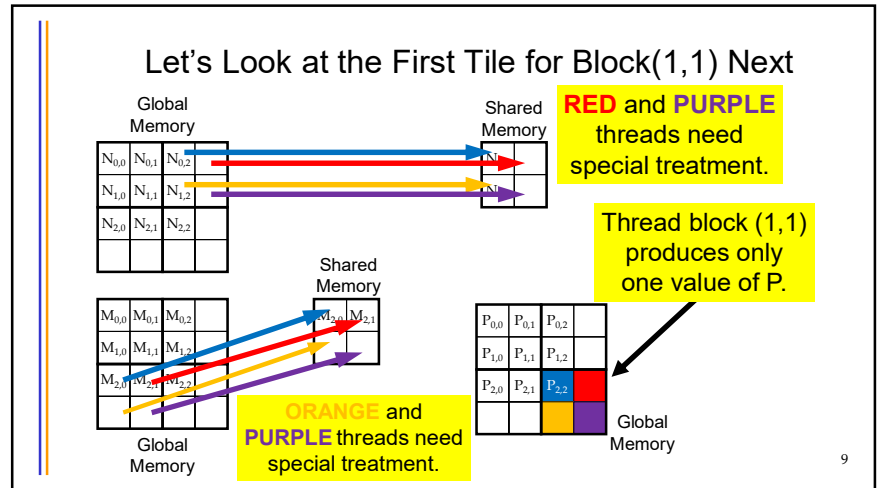 Let's Look at the First Tile for Block(1,1) Next
Global
Memory
Shared
Memory
RED and PURPLE
threads need
special treatment.
N0,0 N0,1 N0,2
N1,0 N1,1 N1,2
N2,0 N2,1 N2,2
N
N
Thread block (1,1)
produces only
one value of P.
Shared
Memory
M2,0 M2,1
M0,0 M0,1 M0,2
M1,0 M1,1 M1,2
M2,0 M2,1 M2,2
P0,0 P0,1 P0,2
P1,0 P1,1 P1,2
P2,0 P2,1 P2,2
Global
Memory
ORANGE and
PURPLE threads need
special treatment.
Global
Memory
9